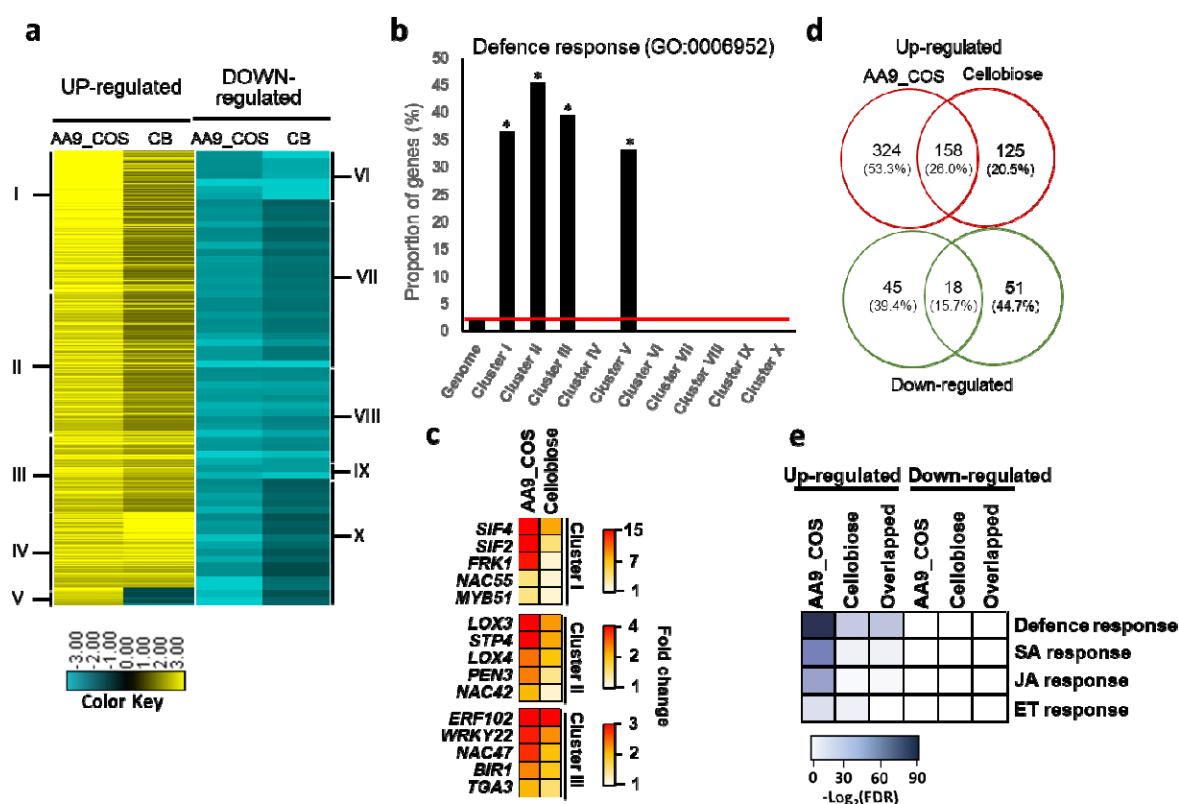 a
UP-regulated
DOWN-
regulated
AA9_COS CB AA9_COS CB
I
II
III
IV
V
VI
VII
VIII
IX
X
-3.00
-2.00
-1.00
0.00
1.00
2.00
3.00
Color Key
b
Defence response (GO:0006952)
Proportion of genes (%)
50
45
40
35
30
25
20
15
10
5
0
* * * *
Genome
Cluster I
Cluster II
Cluster III
Cluster IV
Cluster V
Cluster VI
Cluster VII
Cluster VIII
Cluster IX
Cluster X
c
AA9_COS
Cellobiose
SIF4
SIF2
FRK1
NAC55
MYB51
Cluster I
15
7
1
LOX3
STP4
LOX4
PEN3
NAC42
Cluster II
4
2
1
ERF102
WRKY22
NAC47
BIR1
TGA3
Cluster III
3
2
1
Fold change
d
Up-regulated
AA9_COS Cellobiose
324 158 125
(53.3%) (26.0%) (20.5%)
45 18 51
(39.4%) (15.7%) (44.7%)
Down-regulated
e
Up-regulated Down-regulated
AA9_COS
Cellobiose
Overlapped
AA9_COS
Cellobiose
Overlapped
Defence response
SA response
JA response
ET response
0 30 60 90
-Log₂(FDR)